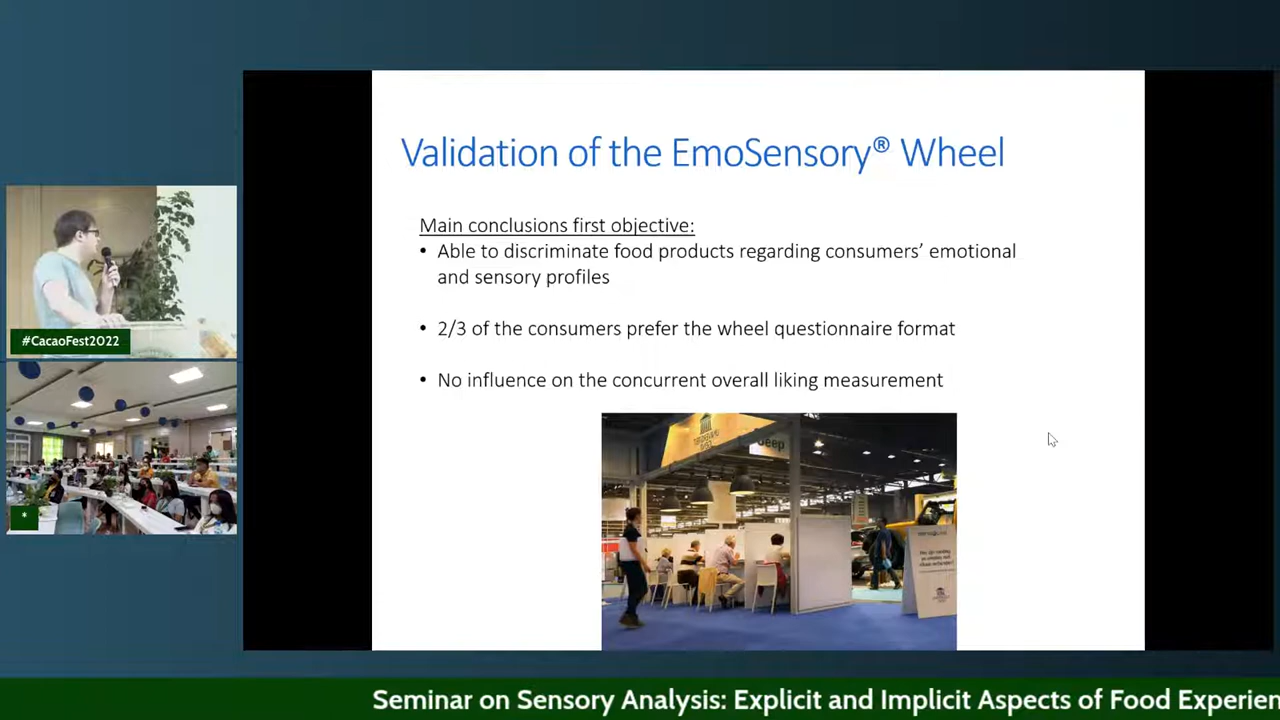 Validation of the EmoSensory® Wheel
Main conclusions first objective:
• Able to discriminate food products regarding consumers' emotional
and sensory profiles
• 2/3 of the consumers prefer the wheel questionnaire format
• No influence on the concurrent overall liking measurement
#CacaoFest2022
*
Jeep
Seminar on Sensory Analysis: Explicit and Implicit Aspects of Food Experien